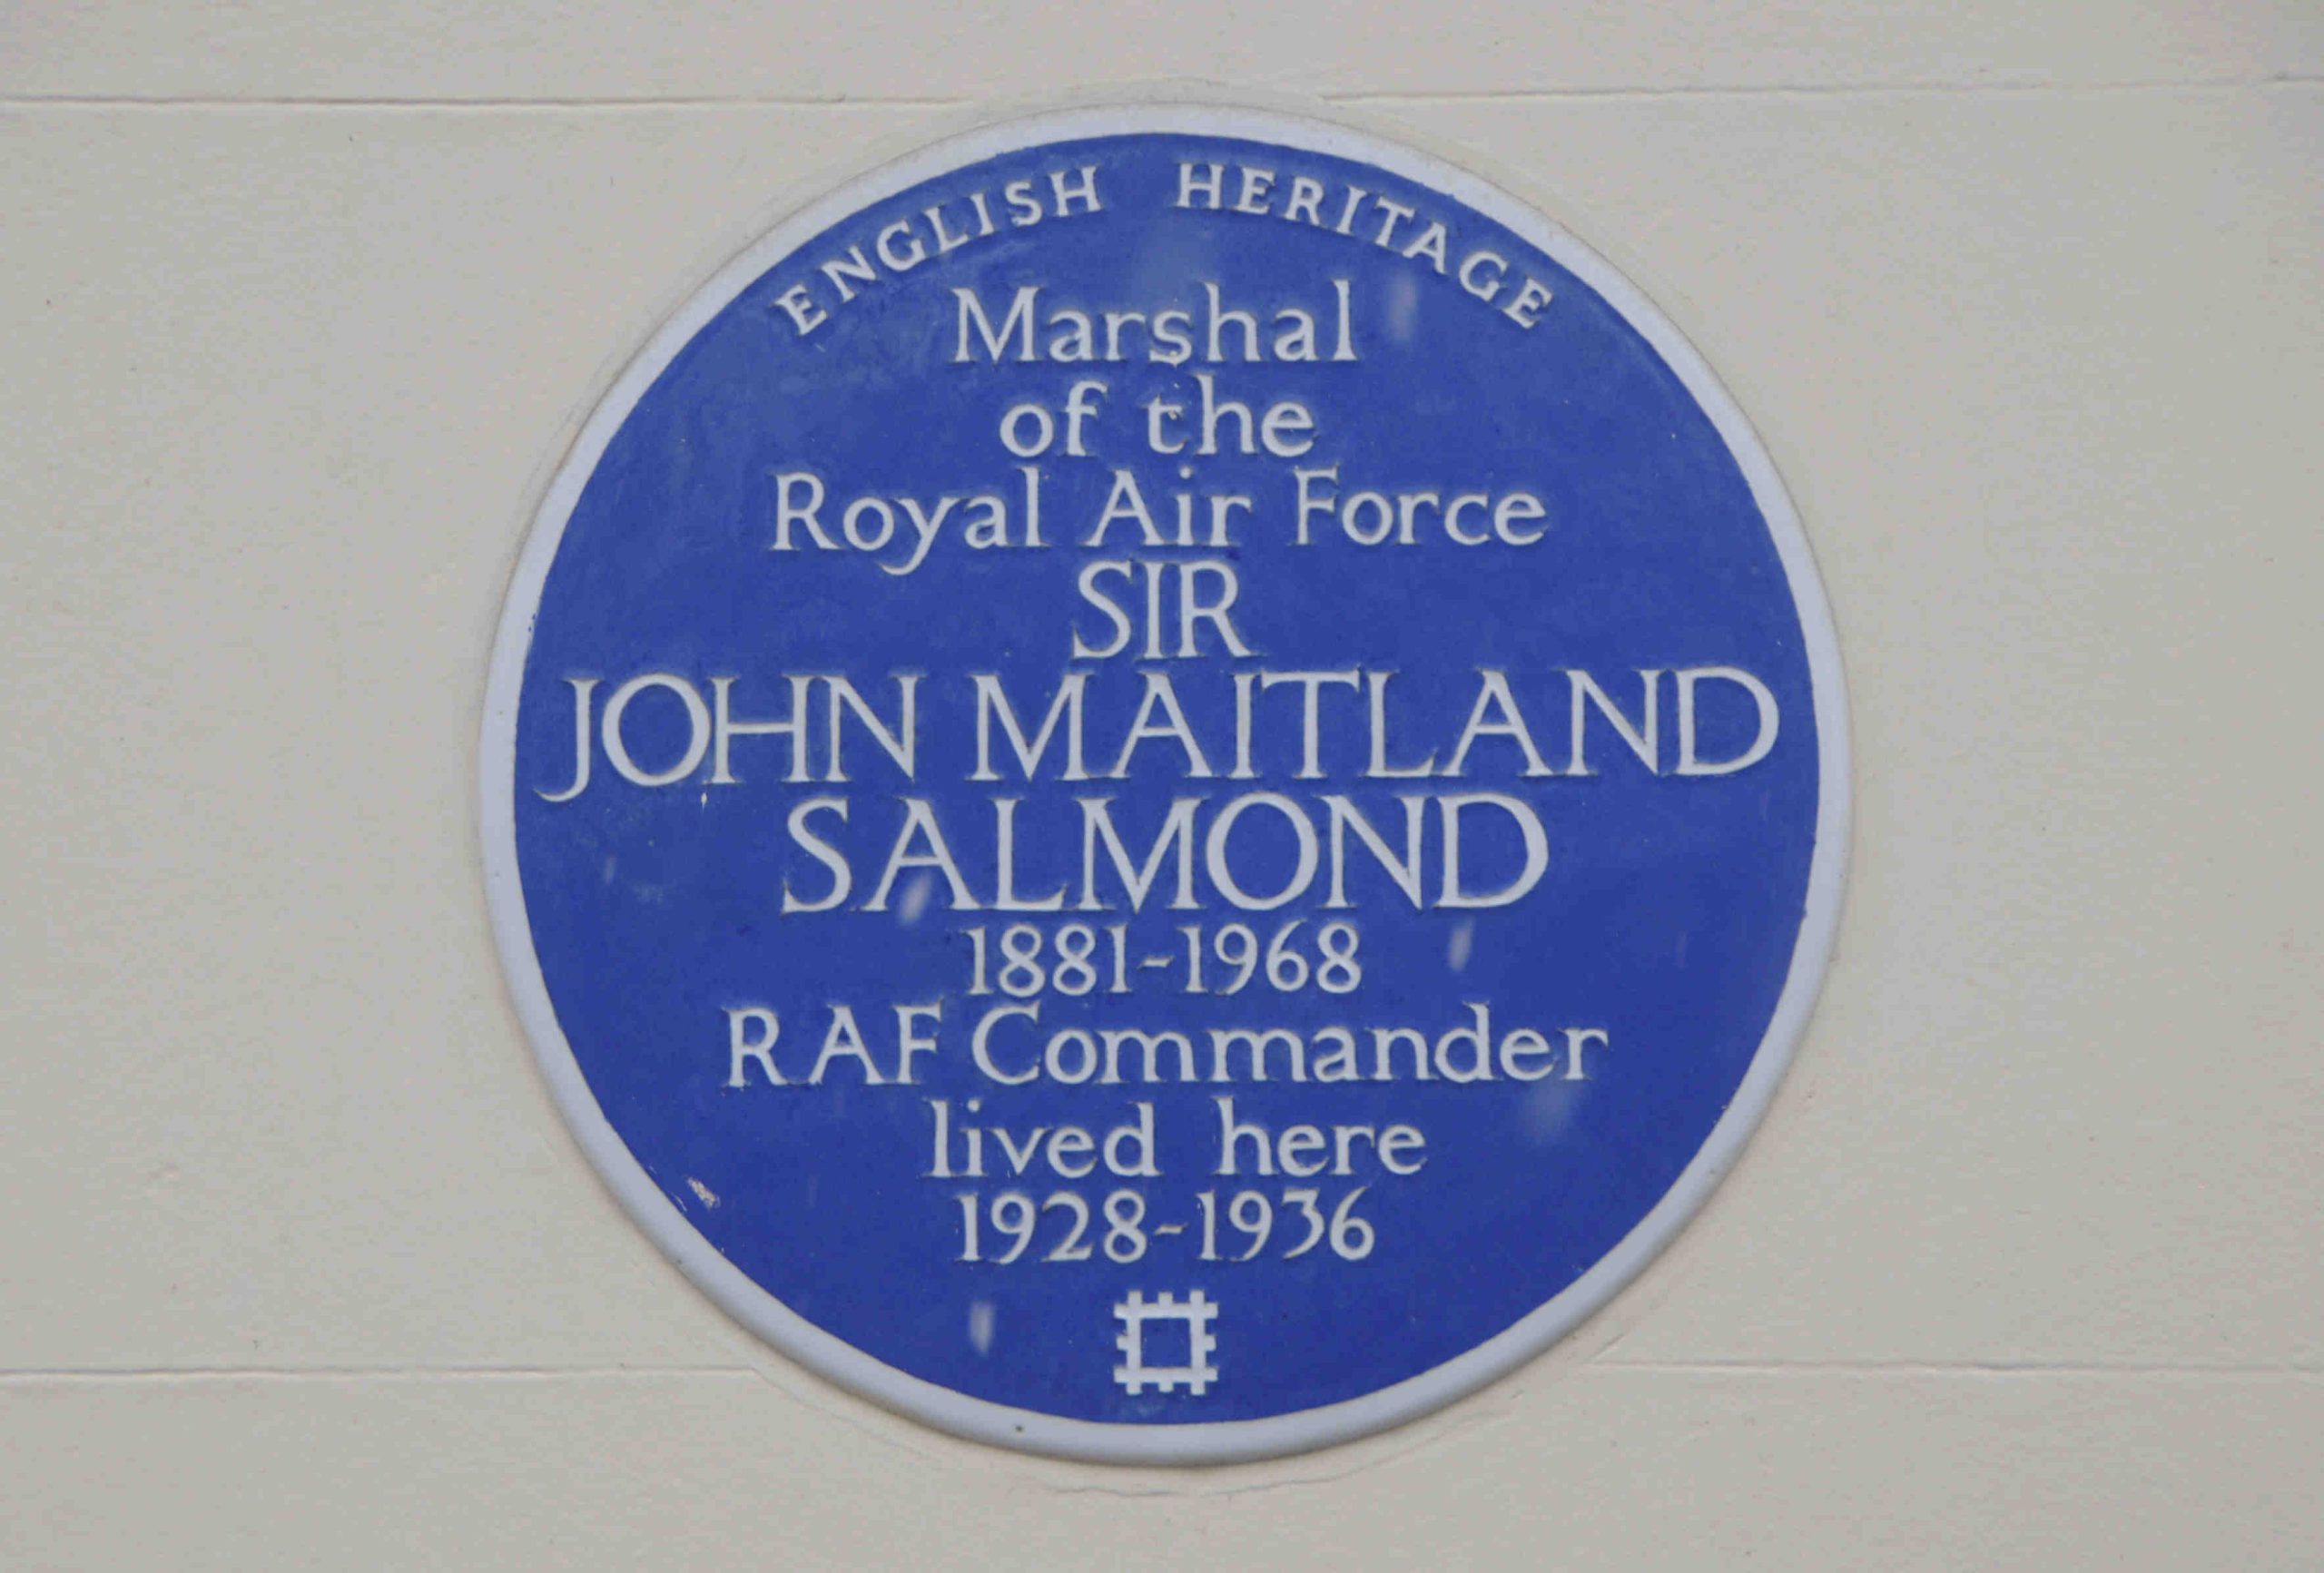 ENGLISH HERITAGE
Marshal
of the
Royal Air Force
SIR
JOHN MAITLAND
SALMOND
1881-1968
RAF Commander
lived here
1928-1936